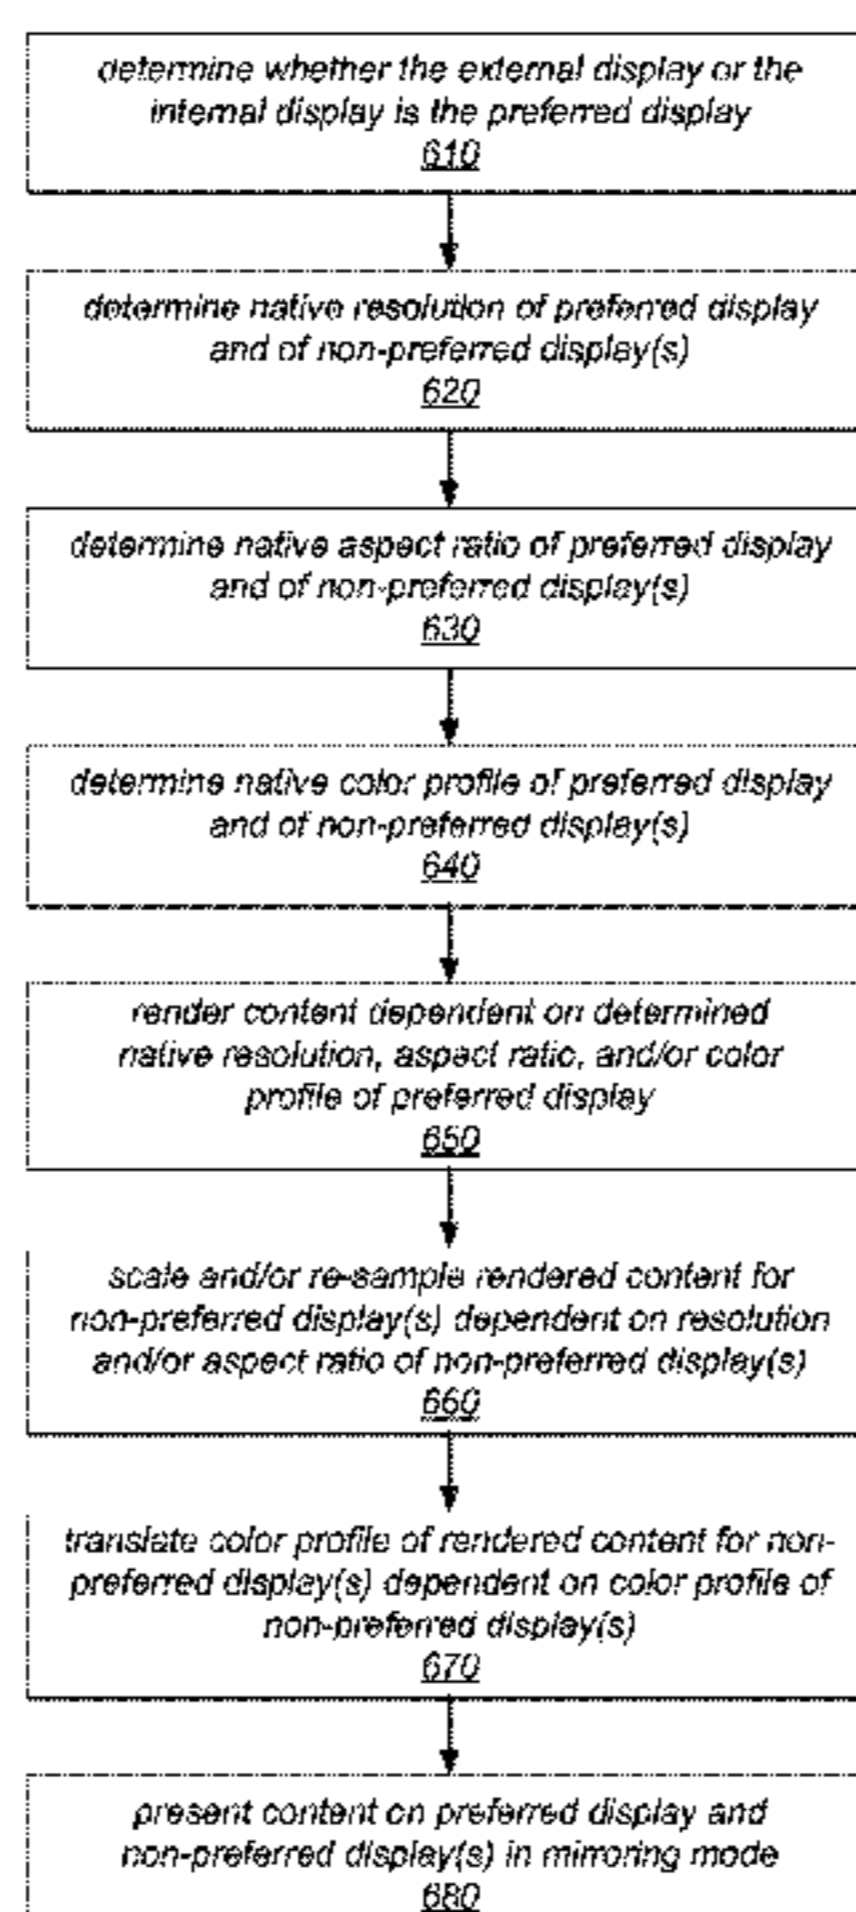 determine whether the external display or the
internal display is the preferred display
610
determine native resolution of preferred display
and of non-preferred display(s)
620
determine native aspect ratio of preferred display
and of non-preferred display(s)
630
determine native color profile of preferred display
and of non-preferred display(s)
640
render content dependent on determined
native resolution, aspect ratio, and/or color
profile of preferred display
650
scale and/or re-sample rendered content for
non-preferred display(s) dependent on resolution
and/or aspect ratio of non-preferred display(s)
660
translate color profile of rendered content for non-
preferred display(s) dependent on color profile of
non-preferred display(s)
670
present content on preferred display and
non-preferred display(s) in mirroring mode
680